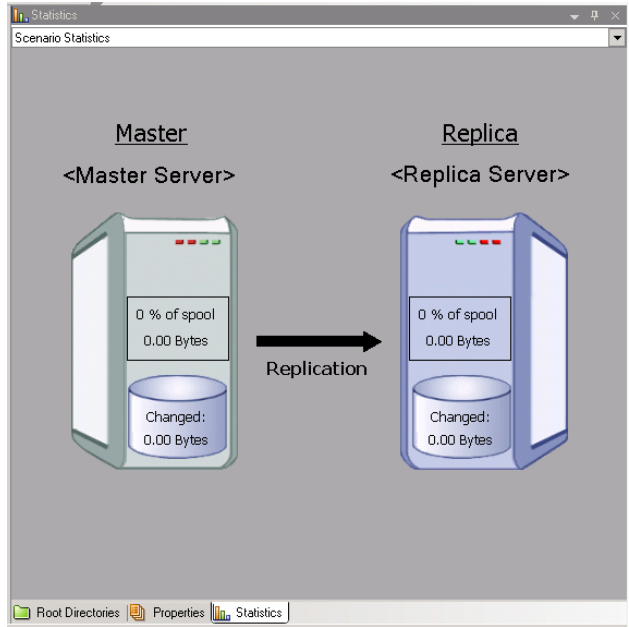 Statistics
Scenario Statistics
Master
Replica
<Master Server>
<Replica Server>
0 % of spool
0.00 Bytes
0 % of spool
0.00 Bytes
Replication
Changed:
0.00 Bytes
Changed:
0.00 Bytes
Root Directories
Properties
Statistics